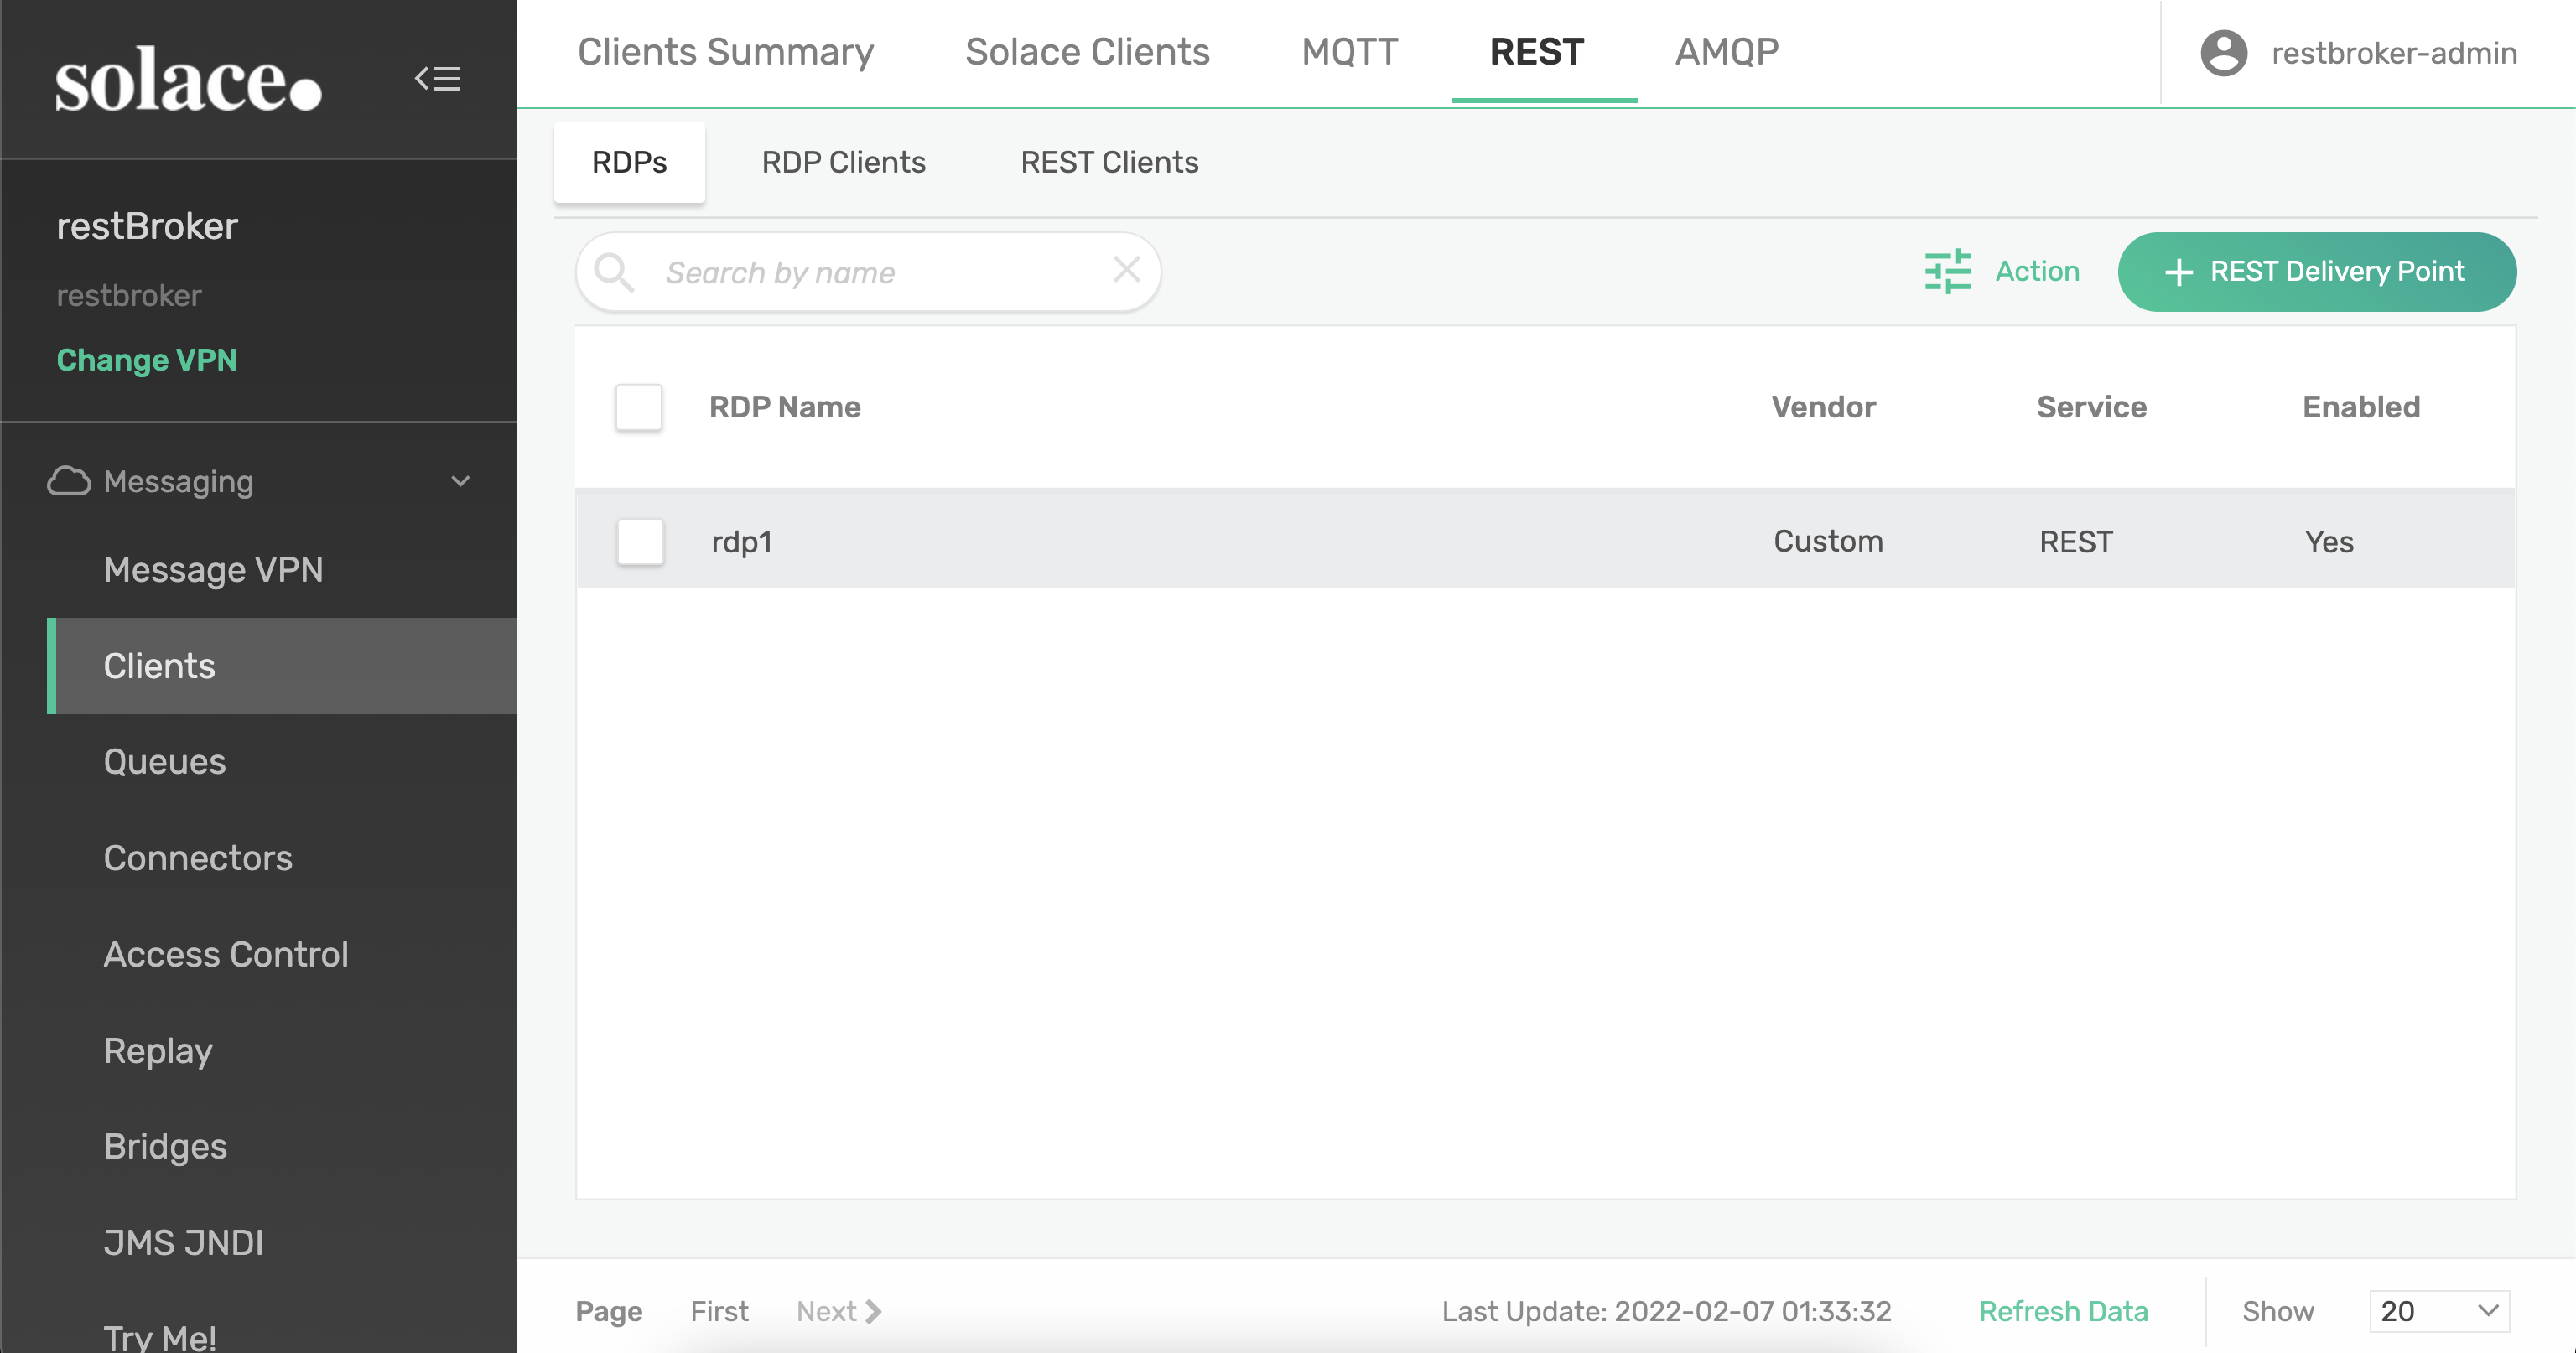 solace
restBroker
restbroker
Change VPN
Messaging
Message VPN
Clients
Queues
Connectors
Access Control
Replay
Bridges
JMS JNDI
Try Me!
Clients Summary Solace Clients MQTT REST AMQP
restbroker-admin
RDPs RDP Clients REST Clients
Search by name
Action
REST Delivery Point
RDP Name Vendor Service Enabled
rdp1 Custom REST Yes
Page First Next
Last Update: 2022-02-07 01:33:32 Refresh Data Show 20